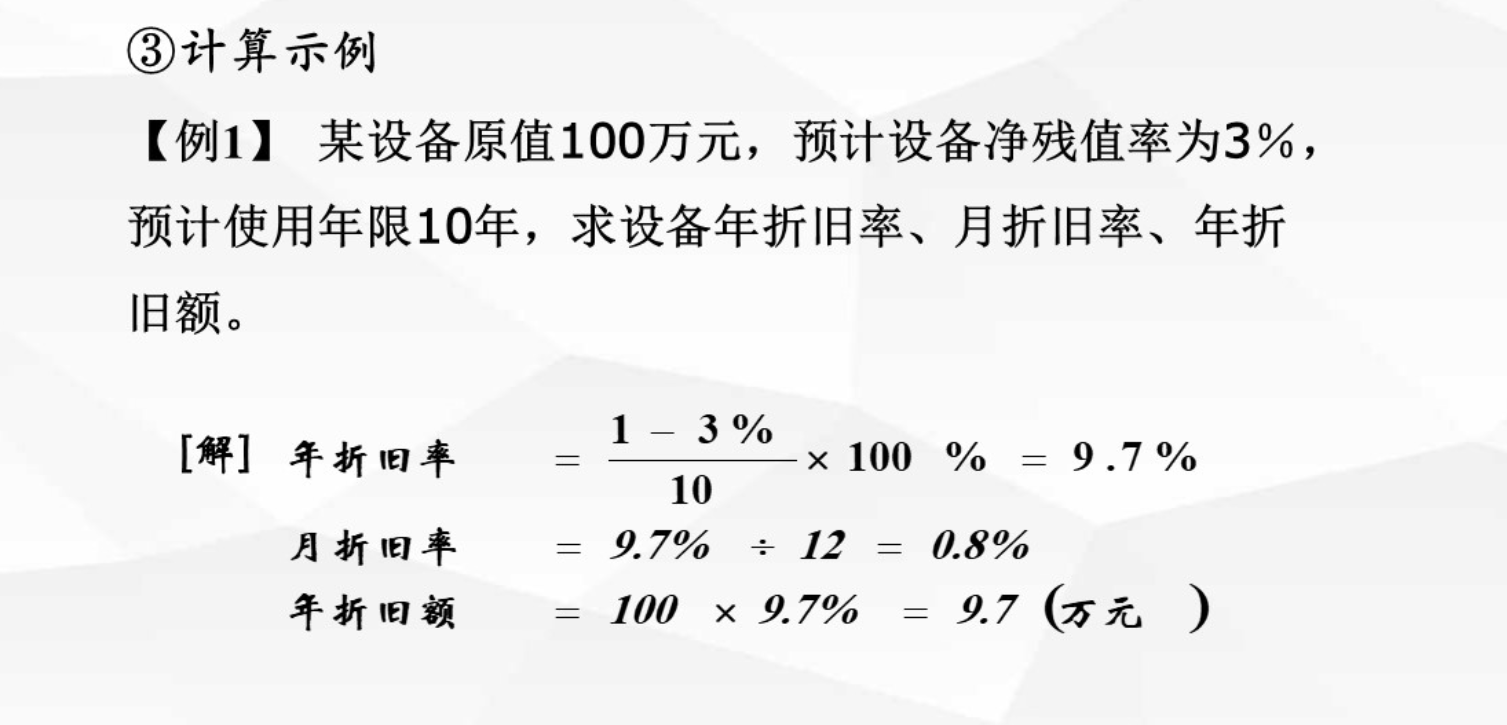 ③计算示例
【例1】 某设备原值100万元，预计设备净残值率为3%，
预计使用年限10年，求设备年折旧率、月折旧率、年折
旧额。
[解] 年折旧率 = \frac{1 - 3%}{10} × 100 % = 9.7%
月折旧率 = 9.7% ÷ 12 = 0.8%
年折旧额 = 100 × 9.7% = 9.7 (万元 )